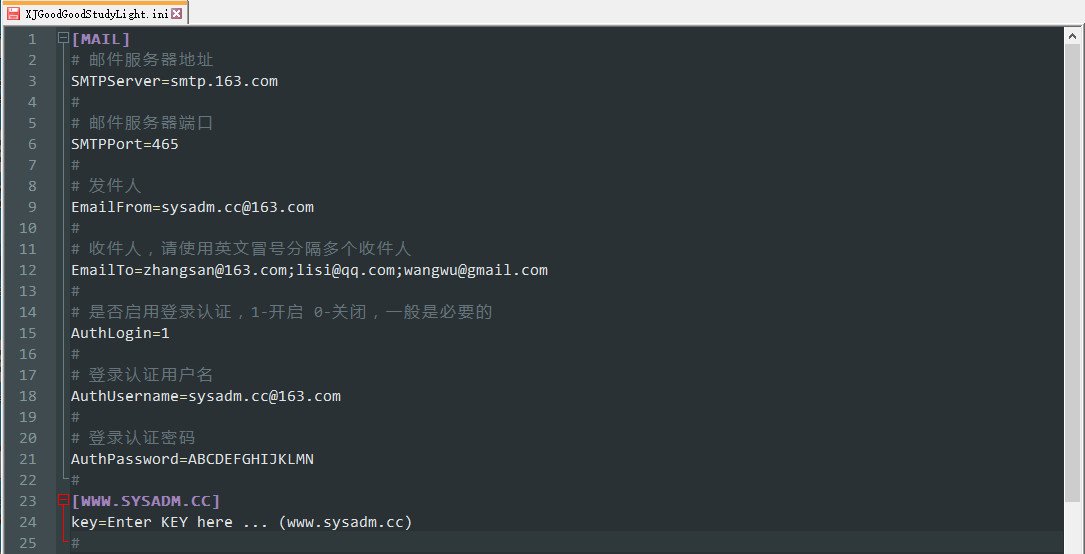 XJGoodGoodStudyLight.ini
1 [MAIL]
2 # 邮件服务器地址
3 SMTPServer=smtp.163.com
4 #
5 # 邮件服务器端口
6 SMTPPort=465
7 #
8 # 发件人
9 EmailFrom=sysadm.cc@163.com
10 #
11 # 收件人，请使用英文冒号分隔多个收件人
12 EmailTo=zhangsan@163.com;lisi@qq.com;wangwu@gmail.com
13 #
14 # 是否启用登录认证，1-开启 0-关闭，一般是必要的
15 AuthLogin=1
16 #
17 # 登录认证用户名
18 AuthUsername=sysadm.cc@163.com
19 #
20 # 登录认证密码
21 AuthPassword=ABCDEFGHIJKLMN
22 #
23 [WWW.SYSADM.CC]
24 key=Enter KEY here ... (www.sysadm.cc)
25 #